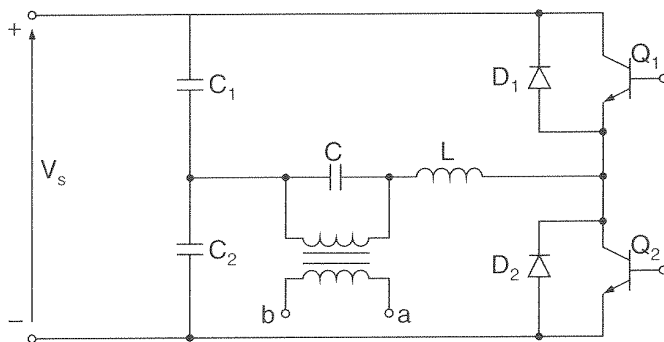 +
D₁
Q₁
C₁
Vₛ
C
L
C₂
D₂
Q₂
b
a
−